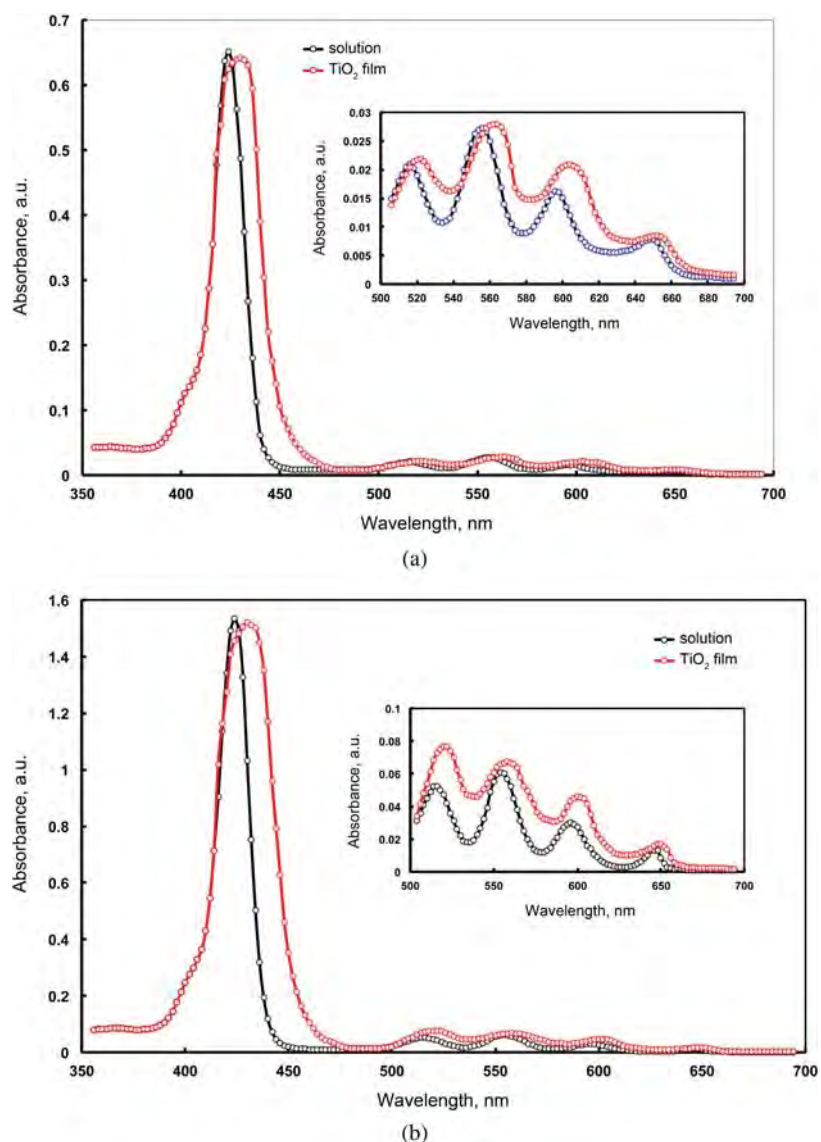 0.7
solution
TiO2 film
0.6
0.5
0.4
0.3
0.2
0.1
0
Absorbance, a.u.
0.03
0.025
0.02
0.015
0.01
0.005
0
Absorbance, a.u.
500 520 540 560 580 600 620 640 660 680 700
Wavelength, nm
350 400 450 500 550 600 650 700
Wavelength, nm
(a)
1.6
solution
TiO2 film
1.4
1.2
1
0.8
0.6
0.4
0.2
0
Absorbance, a.u.
0.1
0.08
0.06
0.04
0.02
0
Absorbance, a.u.
500 550 600 650 700
Wavelength, nm
350 400 450 500 550 600 650 700
Wavelength, nm
(b)